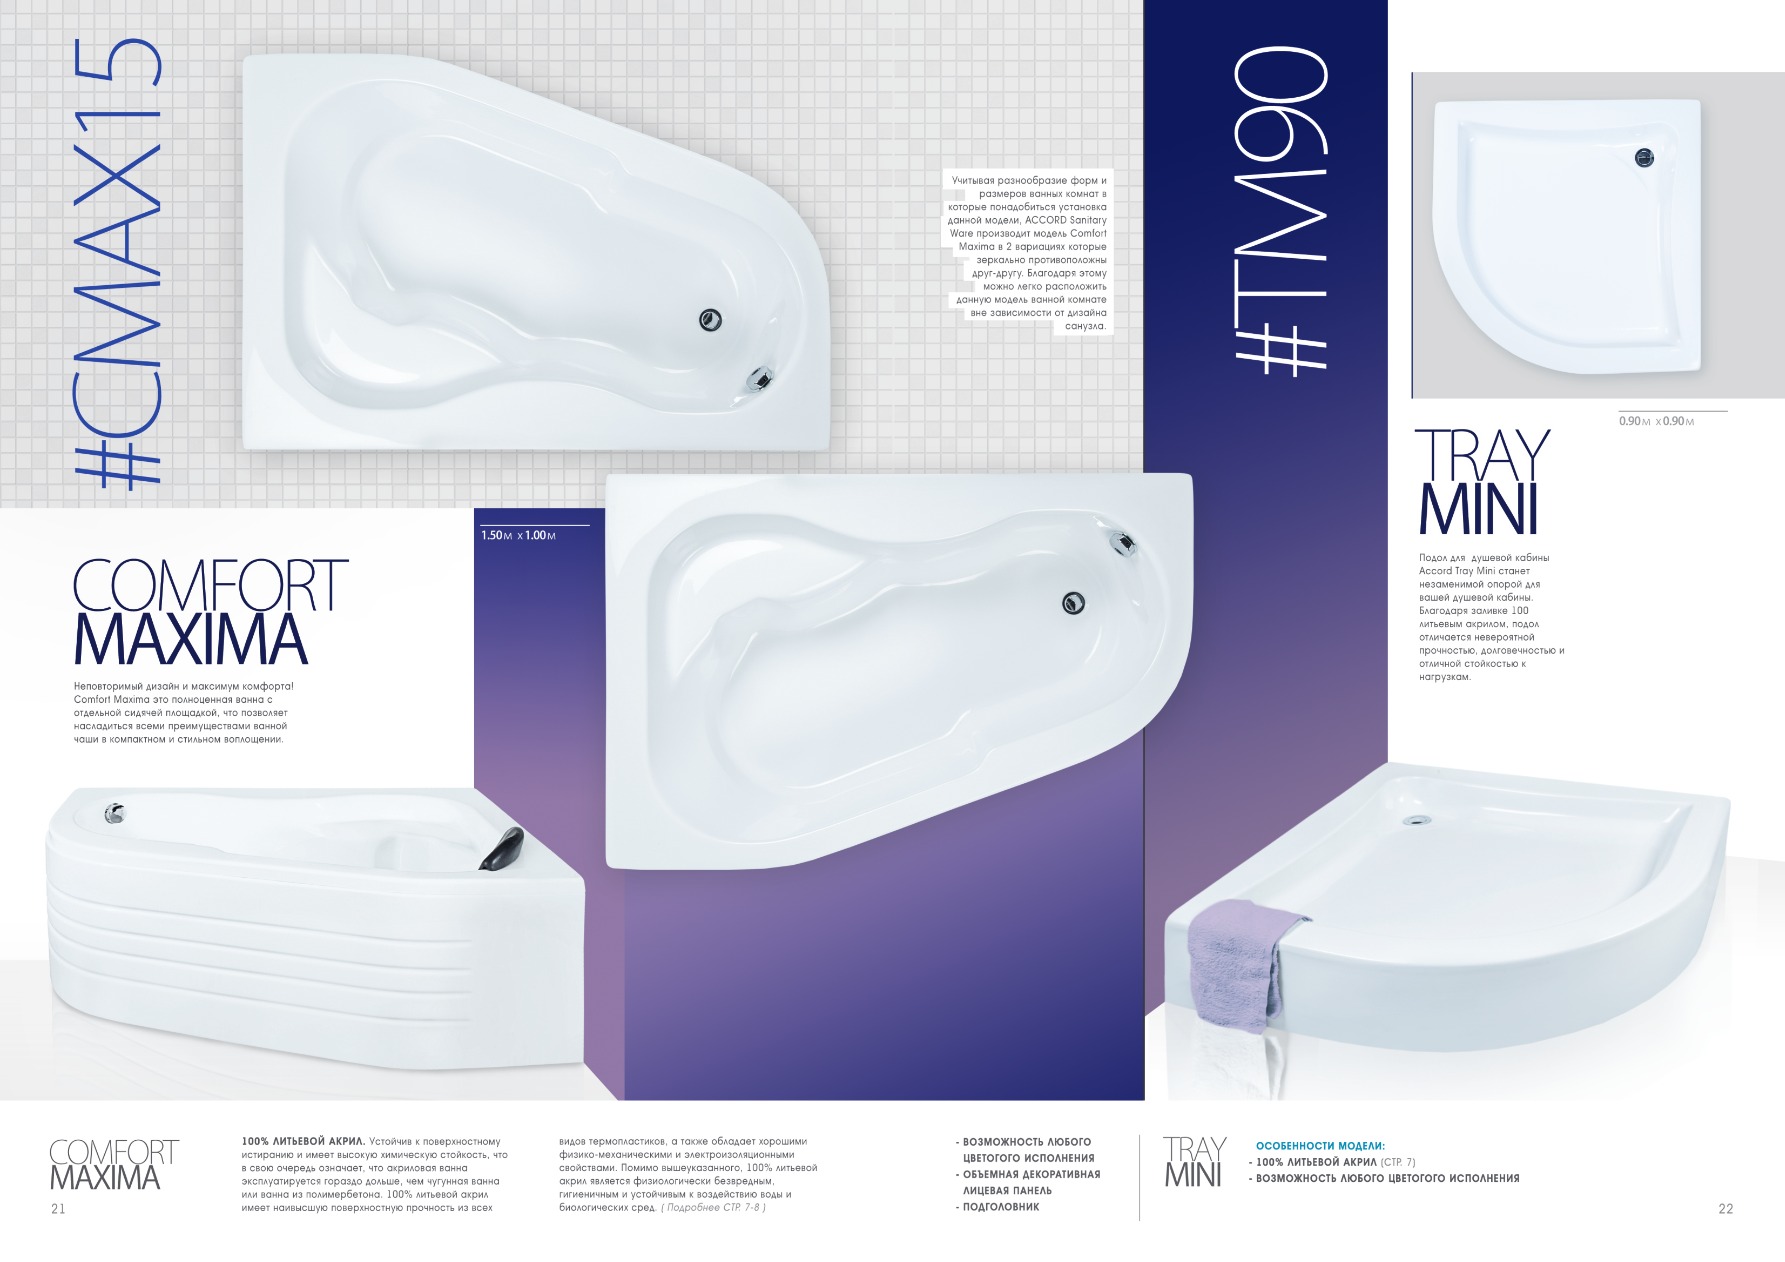 #CMAX15
Учитывая разнообразие форм и
размеров ванных комнат в
которые понадобиться установка
данной модели, ACCORD Sanitary
Ware производит модель Comfort
Maxima в 2 вариациях которые
зеркально противоположны
друг-другу. Благодаря этому
можно легко расположить
данную модель ванной комнате
вне зависимости от дизайна
санузла.
1.50 м x 1.00 м
COMFORT
MAXIMA
Неповторимый дизайн и максимум комфорта!
Comfort Maxima это полноценная ванна с
отдельной сидячей площадкой, что позволяет
насладиться всеми преимуществами ванной
чаши в компактном и стильном воплощении.
#TM90
0.90 м x 0.90 м
TRAY
MINI
Подол для душевой кабины
Accord Tray Mini станет
незаменимой опорой для
вашей душевой кабины.
Благодаря заливке 100
литьевым акрилом, подол
отличается невероятной
прочностью, долговечностью и
отличной стойкостью к
нагрузкам.
COMFORT
MAXIMA
21
100% ЛИТЬЕВОЙ АКРИЛ. Устойчив к поверхностному
истиранию и имеет высокую химическую стойкость, что
в свою очередь означает, что акриловая ванна
эксплуатируется гораздо дольше, чем чугунная ванна
или ванна из полимербетона. 100% литьевой акрил
имеет наивысшую поверхностную прочность из всех
видов термопластиков, а также обладает хорошими
физико-механическими и электроизоляционными
свойствами. Помимо вышеуказанного, 100% литьевой
акрил является физиологически безвредным,
гигиеничным и устойчивым к воздействию воды и
биологических сред. ( Подробнее СТР. 7-8 )
- ВОЗМОЖНОСТЬ ЛЮБОГО
ЦВЕТОГОГО ИСПОЛНЕНИЯ
- ОБЪЕМНАЯ ДЕКОРАТИВНАЯ
ЛИЦЕВАЯ ПАНЕЛЬ
- ПОДГОЛОВНИК
TRAY
MINI
ОСОБЕННОСТИ МОДЕЛИ:
- 100% ЛИТЬЕВОЙ АКРИЛ (СТР. 7)
- ВОЗМОЖНОСТЬ ЛЮБОГО ЦВЕТОГОГО ИСПОЛНЕНИЯ
22